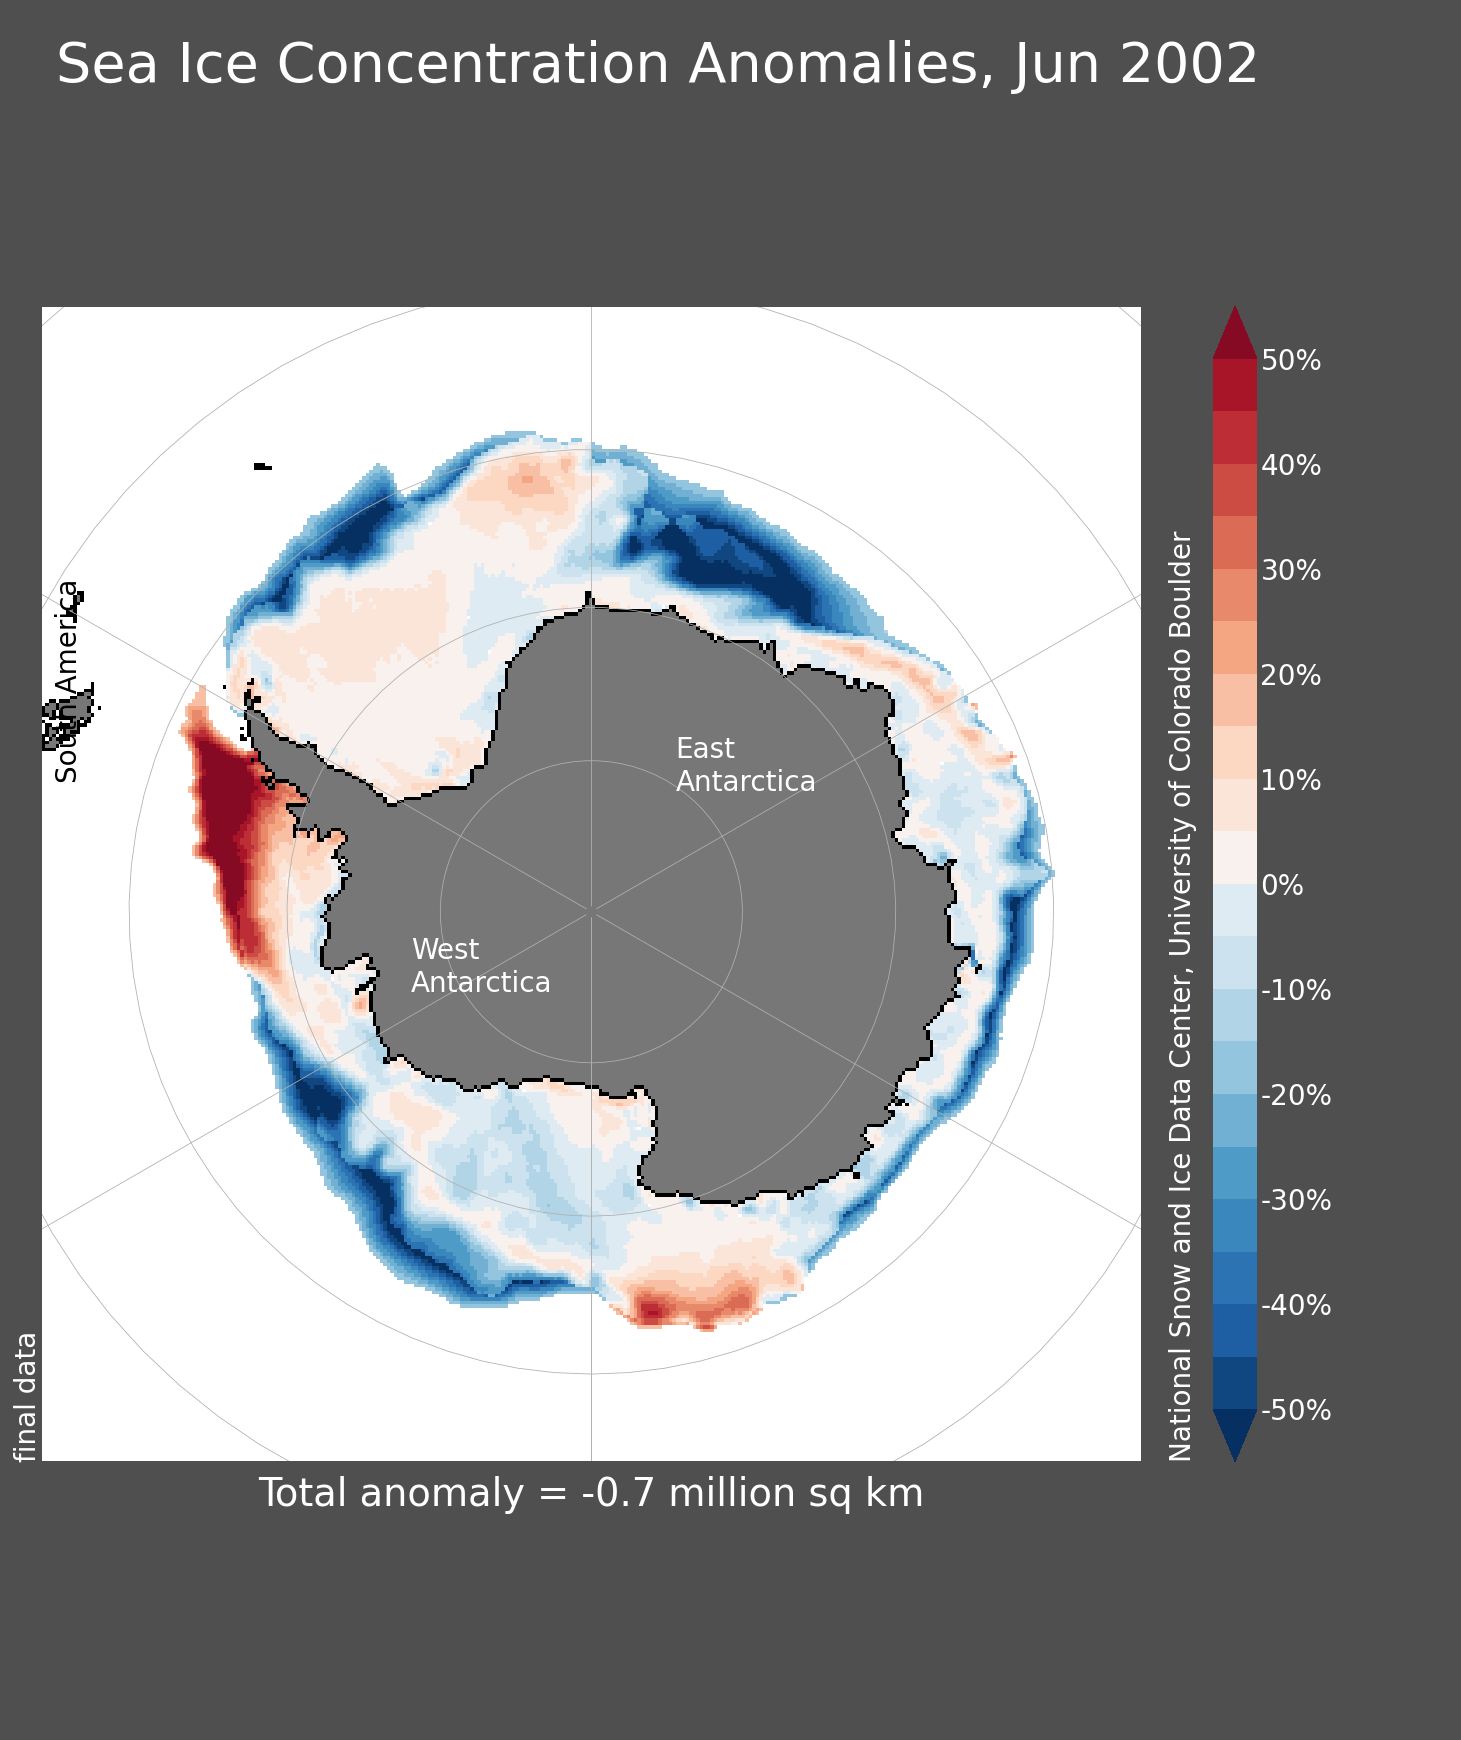 Sea Ice Concentration Anomalies, Jun 2002
South America
East
Antarctica
West
Antarctica
final data
National Snow and Ice Data Center, University of Colorado Boulder
50%
40%
30%
20%
10%
0%
-10%
-20%
-30%
-40%
-50%
Total anomaly = -0.7 million sq km